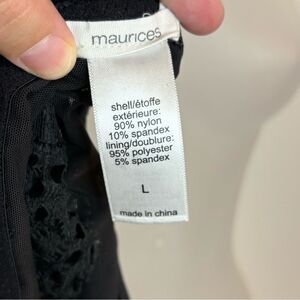 maurices
shell/étoffe
extérieure:
90% nylon
10% spandex
lining/doublure:
95% polyester
5% spandex
L
made in china